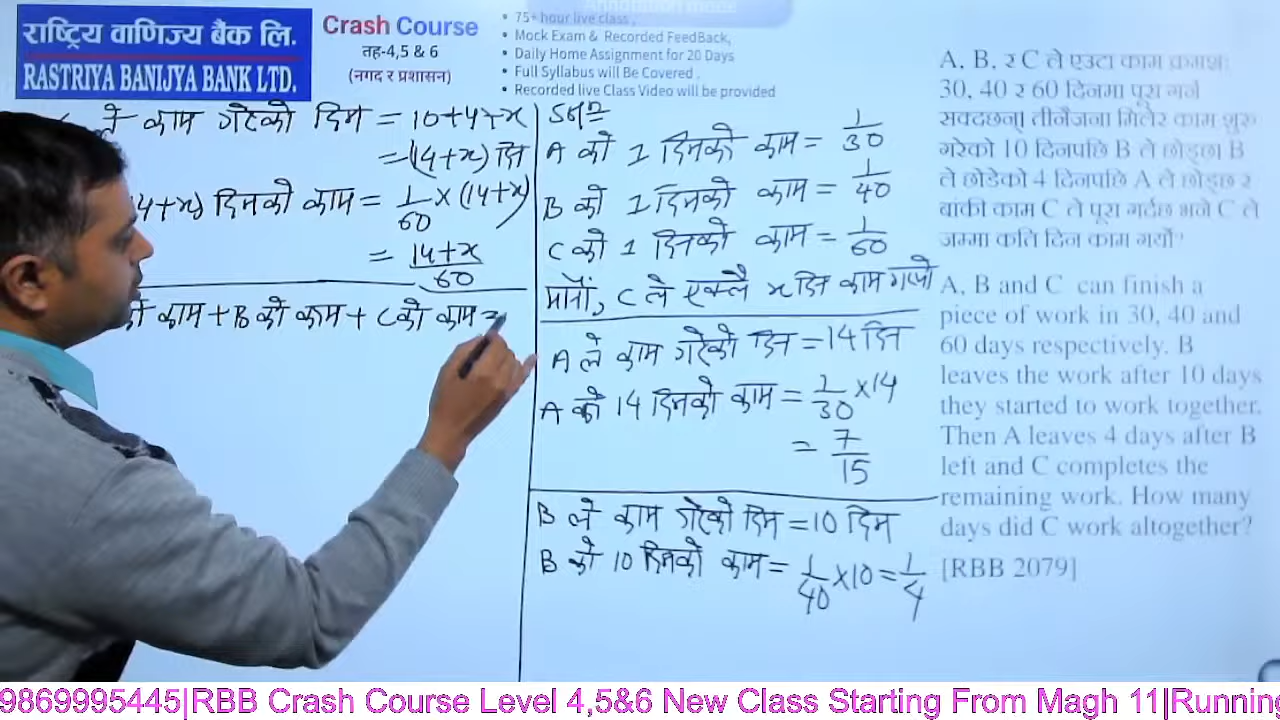 Annotation mode
राष्ट्रिय वाणिज्य बैंक लि.
RASTRIYA BANIJYA BANK LTD.
Crash Course
तह-4,5 & 6
(नगद र प्रशासन)
• 75+ hour live class ,
• Mock Exam & Recorded FeedBack,
• Daily Home Assignment for 20 Days
• Full Syllabus will Be Covered .
• Recorded live Class Video will be provided
ले काम गरेको दिन = 10+4+x
= (14+x) दिन
4+x) दिनको काम = 1/60 × (14+x)
= 14+x/60
को काम + B को काम + C को काम =
A को 1 दिनको काम = 1/30
B को 1 दिनको काम = 1/40
C को 1 दिनको काम = 1/60
मानौं, C ले एक्लै x दिन काम गर्‍यो
A ले काम गरेको दिन = 14 दिन
A को 14 दिनको काम = 1/30 × 14
= 7/15
B ले काम गरेको दिन = 10 दिन
B को 10 दिनको काम = 1/40 × 10 = 1/4
A, B, र C ले एउटा काम क्रमशः
30, 40 र 60 दिनमा पूरा गर्न
सक्दछन्। तीनैजना मिलेर काम शुरु
गरेको 10 दिनपछि B ले छोड्छ। B
ले छोडेको 4 दिनपछि A ले छोड्छ र
बांकी काम C ले पूरा गर्दछ भने C ले
जम्मा कति दिन काम गर्यो?
A, B and C can finish a
piece of work in 30, 40 and
60 days respectively. B
leaves the work after 10 days
they started to work together.
Then A leaves 4 days after B
left and C completes the
remaining work. How many
days did C work altogether?
[RBB 2079]
9869995445|RBB Crash Course Level 4,5&6 New Class Starting From Magh 11|Running